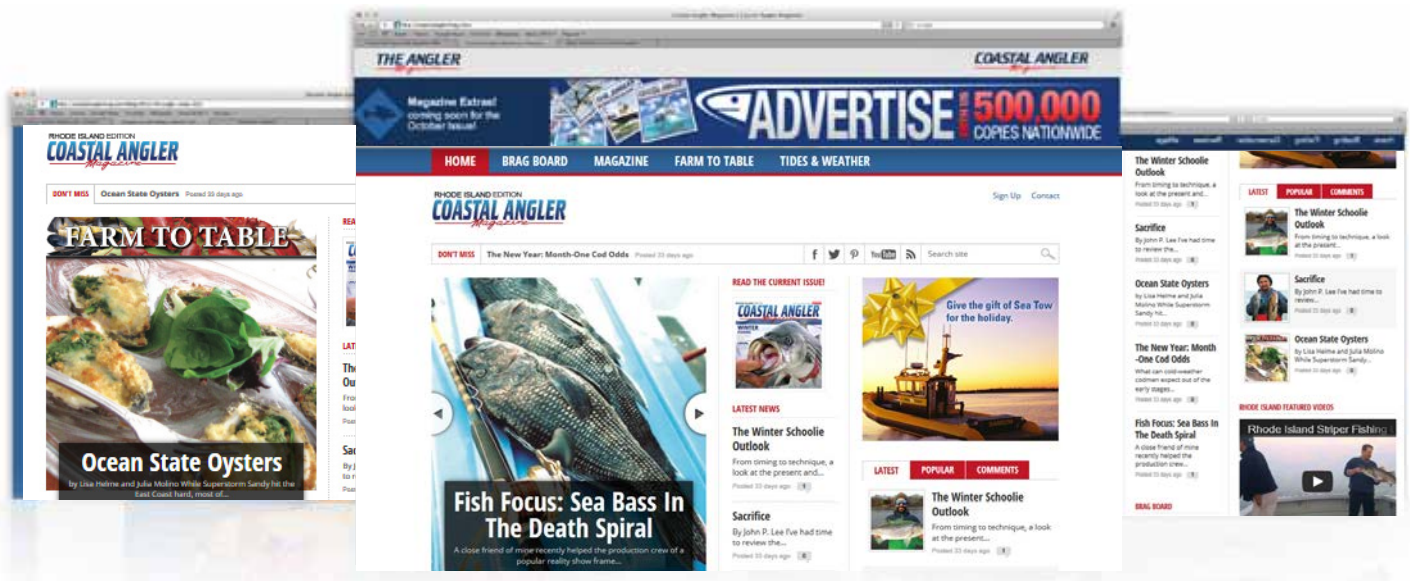 THE ANGLER
Magazine
COASTAL ANGLER
Magazine
Magazine Extras!
coming soon for the
October Issue!
ADVERTISE
500,000
COPIES NATIONWIDE
HOME
BRAG BOARD
MAGAZINE
FARM TO TABLE
TIDES & WEATHER
RHODE ISLAND EDITION
COASTAL ANGLER
Magazine
Sign Up
Contact
DON'T MISS
The New Year: Month-One Cod Odds
Posted 33 days ago
You Tube
Search site
Fish Focus: Sea Bass In
The Death Spiral
A close friend of mine recently helped the production crew of a
popular reality show frame...
READ THE CURRENT ISSUE!
COASTAL ANGLER
WINTER
LATEST NEWS
The Winter Schoolie
Outlook
From timing to technique, a
look at the present and...
Posted 33 days ago 1
Sacrifice
By John P. Lee I've had time
to review the...
Posted 33 days ago 0
Give the gift of Sea Tow
for the holiday.
LATEST
POPULAR
COMMENTS
The Winter Schoolie
Outlook
From timing to technique, a look
at the present...
Posted 33 days ago 1
RHODE ISLAND EDITION
COASTAL ANGLER
Magazine
DON'T MISS
Ocean State Oysters
Posted 33 days ago
FARM TO TABLE
Ocean State Oysters
by Lisa Helme and Julia Molino While Superstorm Sandy hit the
East Coast hard, most of...
The Winter Schoolie
Outlook
From timing to technique, a
look at the present and...
Posted 33 days ago 1
Sacrifice
By John P. Lee I've had time
to review the...
Posted 33 days ago 0
Ocean State Oysters
by Lisa Helme and Julia
Molino While Superstorm
Sandy hit...
Posted 33 days ago 0
The New Year: Month
-One Cod Odds
What can cold-weather
codmen expect out of the
early stages...
Posted 33 days ago 0
Fish Focus: Sea Bass In
The Death Spiral
A close friend of mine
recently helped the
production crew...
Posted 33 days ago 1
BRAG BOARD
LATEST
POPULAR
COMMENTS
The Winter Schoolie
Outlook
From timing to technique, a look
at the present...
Posted 33 days ago 1
Sacrifice
By John P. Lee I've had time to
review...
Posted 33 days ago 0
Ocean State Oysters
by Lisa Helme and Julia Molino
While Superstorm Sandy...
Posted 33 days ago 0
RHODE ISLAND FEATURED VIDEOS
Rhode Island Striper Fishing